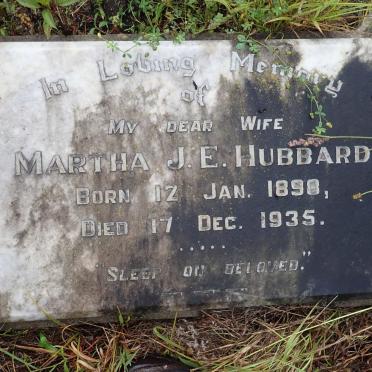 In Loving Memory
of
My dear Wife
Martha J. E. Hubbard
Born 12 Jan. 1898,
Died 17 Dec. 1935.
.....
"Sleep on beloved."